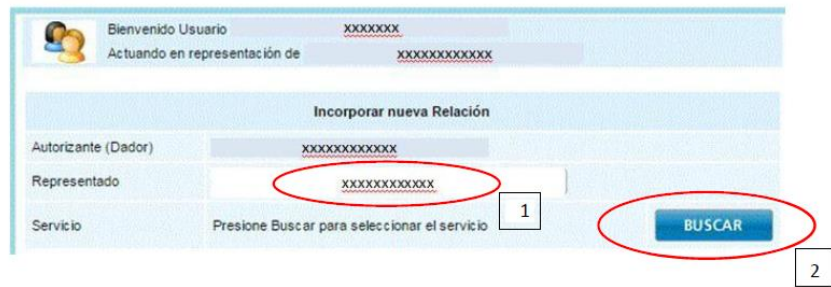 Bienvenido Usuario xxxxxxx
Actuando en representación de xxxxxxxxxxxx
Incorporar nueva Relación
Autorizante (Dador) xxxxxxxxxxxx
Representado xxxxxxxxxxxx
1
Servicio Presione Buscar para seleccionar el servicio BUSCAR
2